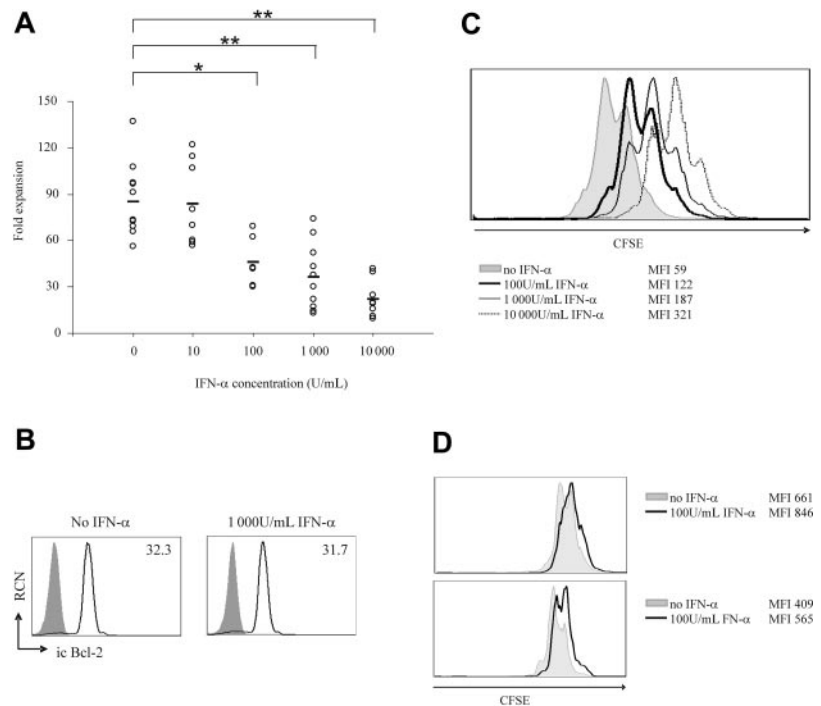 A
**
**
*
150
120
90
60
30
0
Fold expansion
0 10 100 1 000 10 000
IFN-α concentration (U/mL)
B
No IFN-α
1 000U/mL IFN-α
32.3
31.7
RCN
ic Bcl-2
C
CFSE
no IFN-α MFI 59
100U/mL IFN-α MFI 122
1 000U/mL IFN-α MFI 187
10 000U/mL IFN-α MFI 321
D
no IFN-α MFI 661
100U/mL IFN-α MFI 846
no IFN-α MFI 409
100U/mL FN-α MFI 565
CFSE